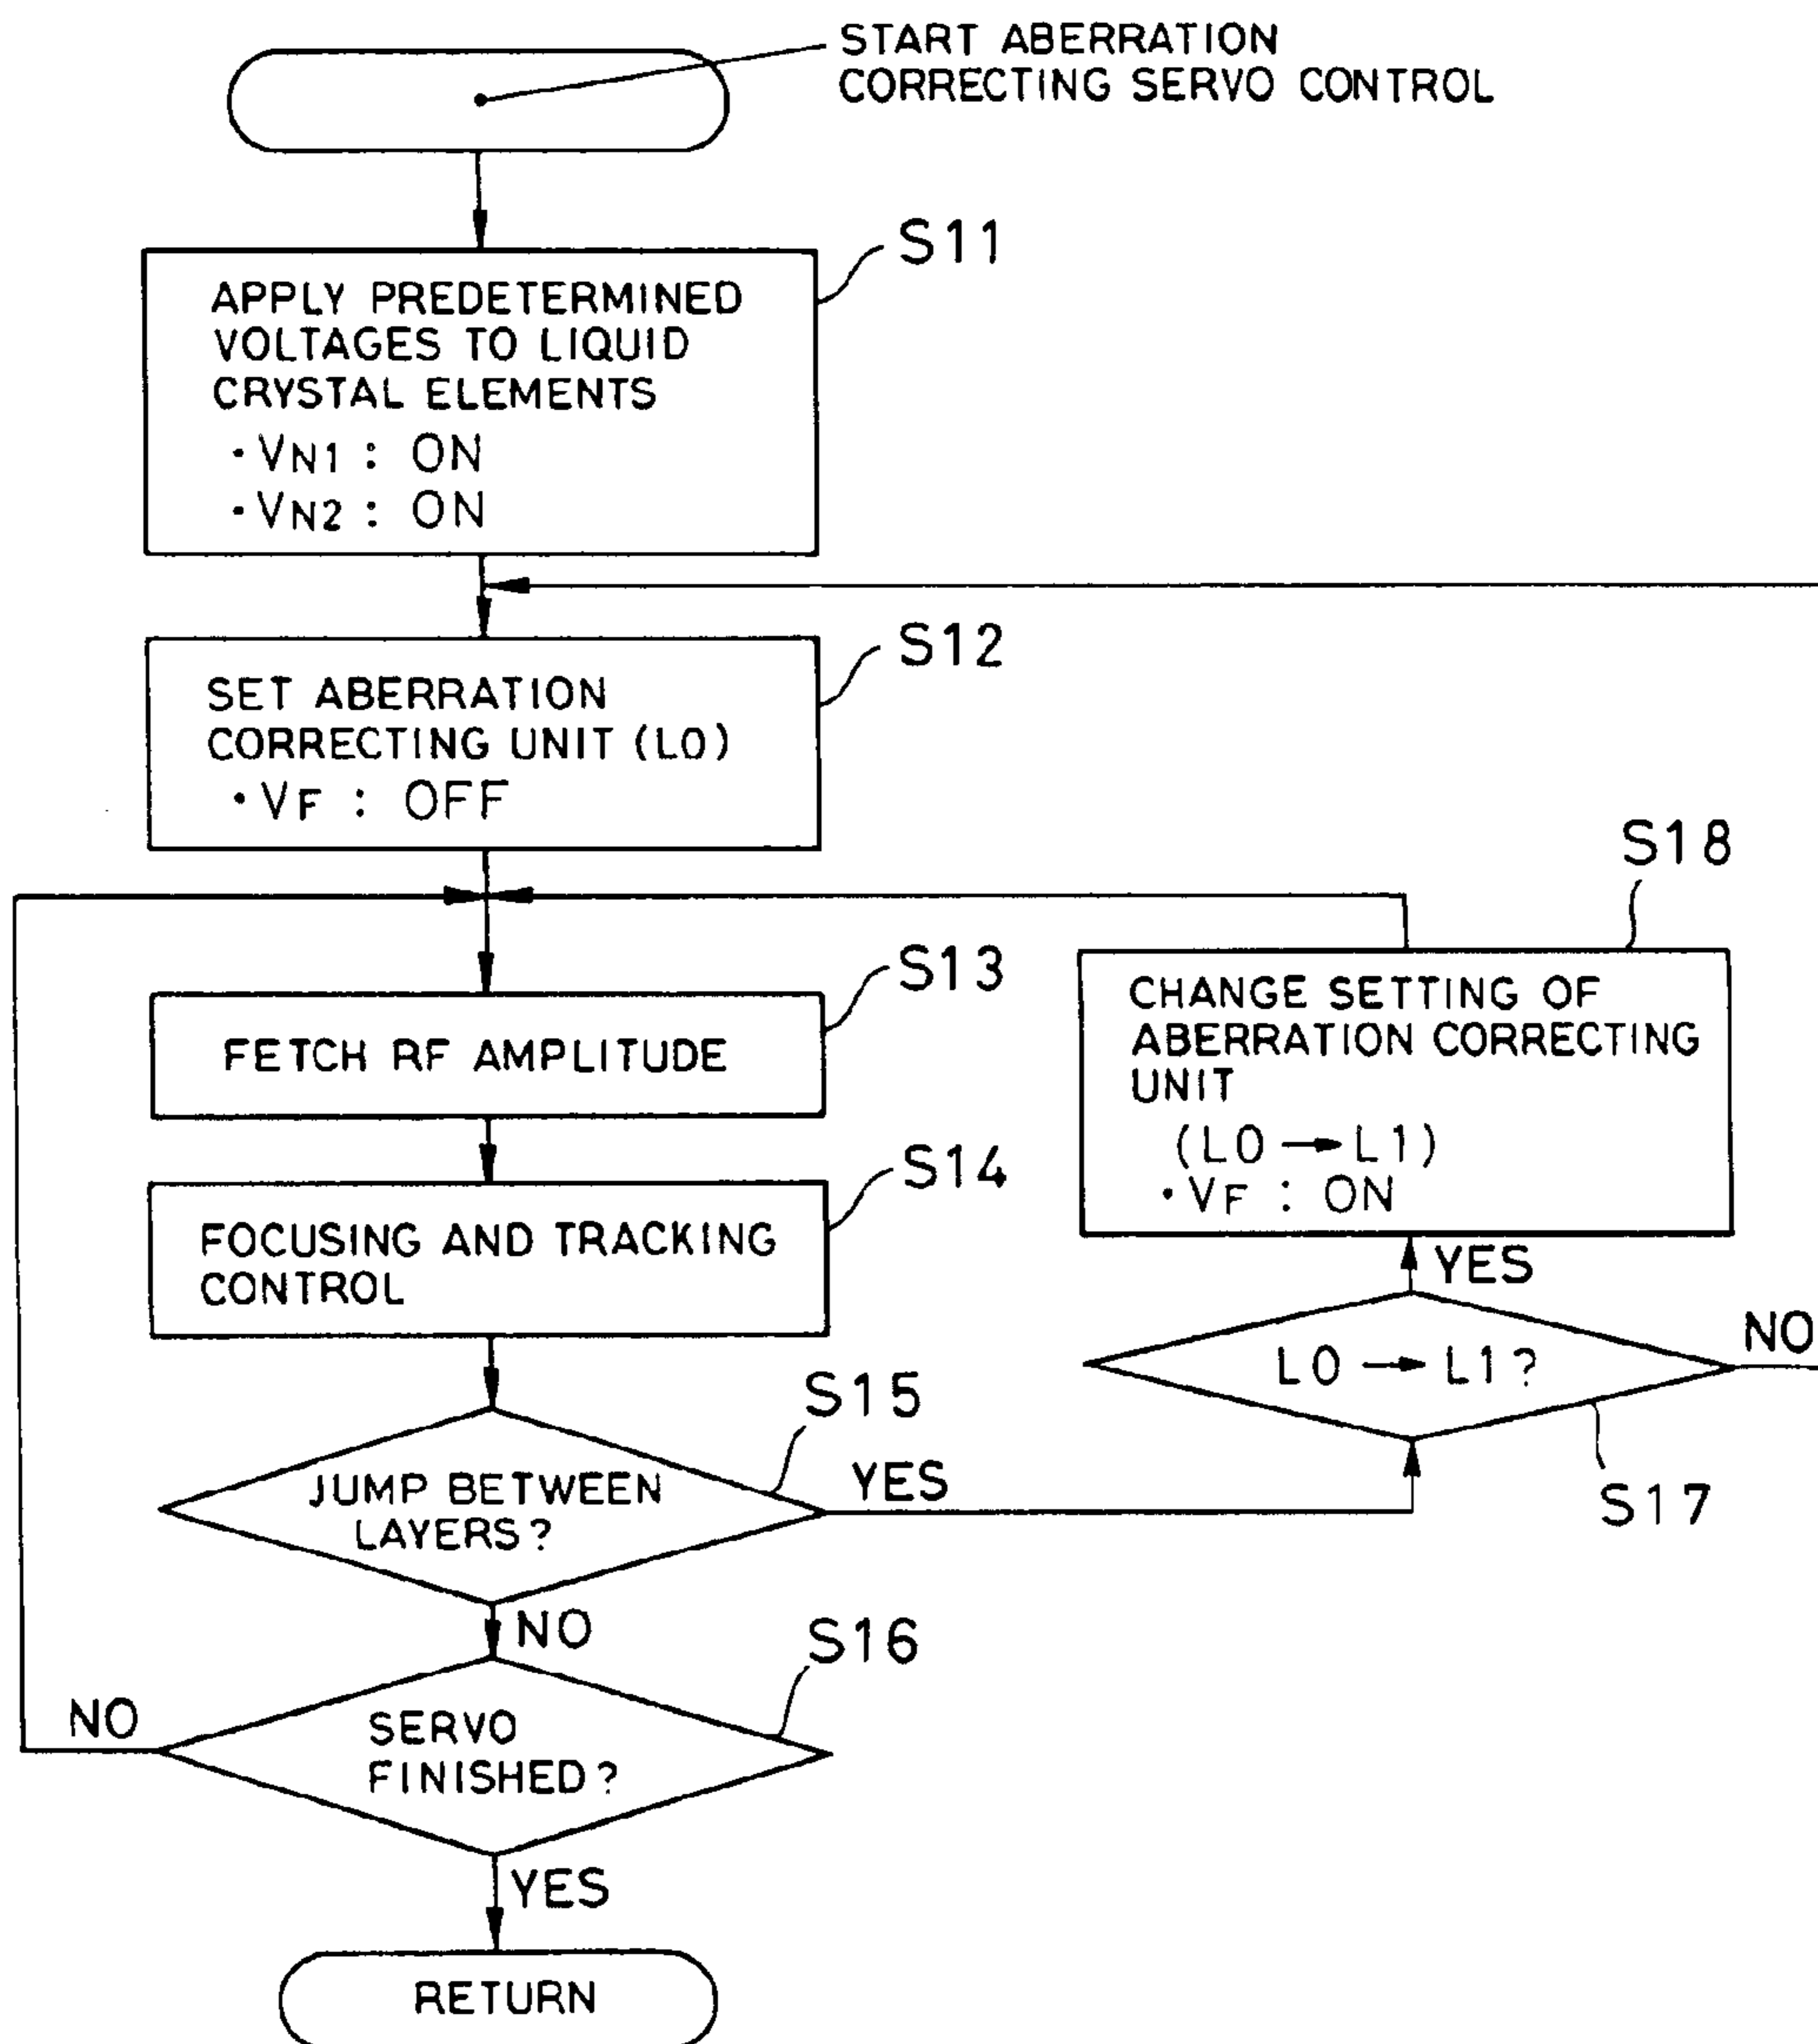 START ABERRATION
CORRECTING SERVO CONTROL
S11
APPLY PREDETERMINED
VOLTAGES TO LIQUID
CRYSTAL ELEMENTS
・VN1 : ON
・VN2 : ON
S12
SET ABERRATION
CORRECTING UNIT (L0)
・VF : OFF
S13
FETCH RF AMPLITUDE
S14
FOCUSING AND TRACKING
CONTROL
S15
JUMP BETWEEN
LAYERS?
YES
NO
S16
SERVO
FINISHED?
NO
YES
RETURN
S18
CHANGE SETTING OF
ABERRATION CORRECTING
UNIT
(L0 → L1)
・VF : ON
YES
L0 → L1?
NO
S17